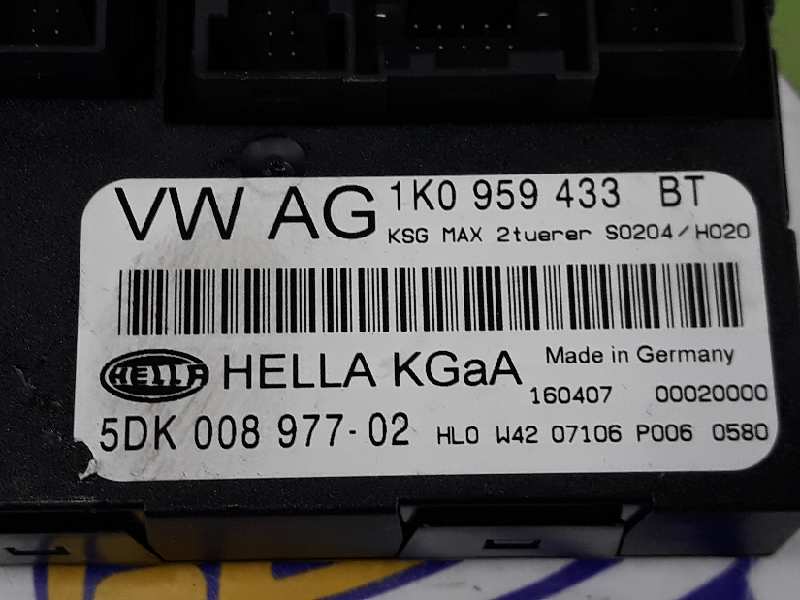 VW AG 1K0 959 433 BT
KSG MAX 2tuerer S0204/H020
HELLA HELLA KGaA Made in Germany
160407 00020000
5DK 008 977-02 HL0 W42 07106 P006 0580